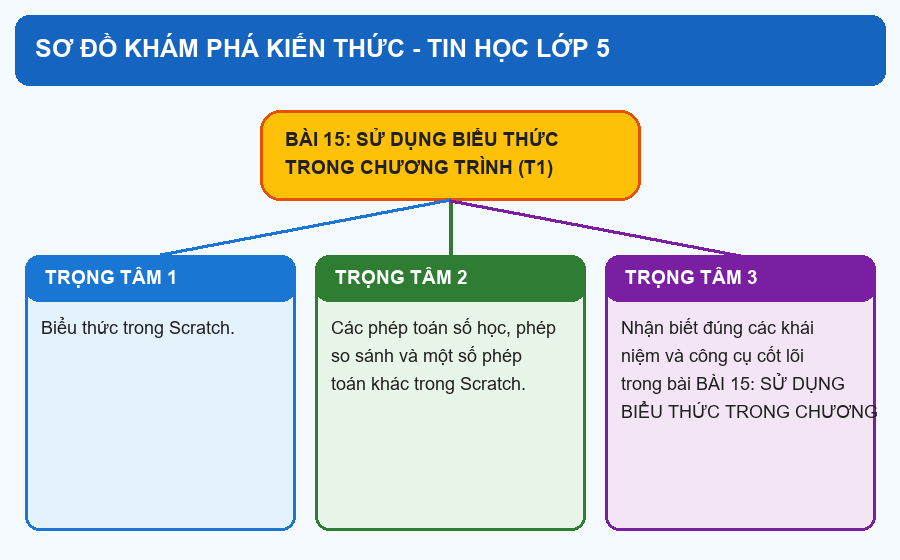 SƠ ĐỒ KHÁM PHÁ KIẾN THỨC - TIN HỌC LỚP 5
BÀI 15: SỬ DỤNG BIỂU THỨC
TRONG CHƯƠNG TRÌNH (T1)
TRỌNG TÂM 1
Biểu thức trong Scratch.
TRỌNG TÂM 2
Các phép toán số học, phép
so sánh và một số phép
toán khác trong Scratch.
TRỌNG TÂM 3
Nhận biết đúng các khái
niệm và công cụ cốt lõi
trong bài BÀI 15: SỬ DỤNG
BIỂU THỨC TRONG CHƯƠNG